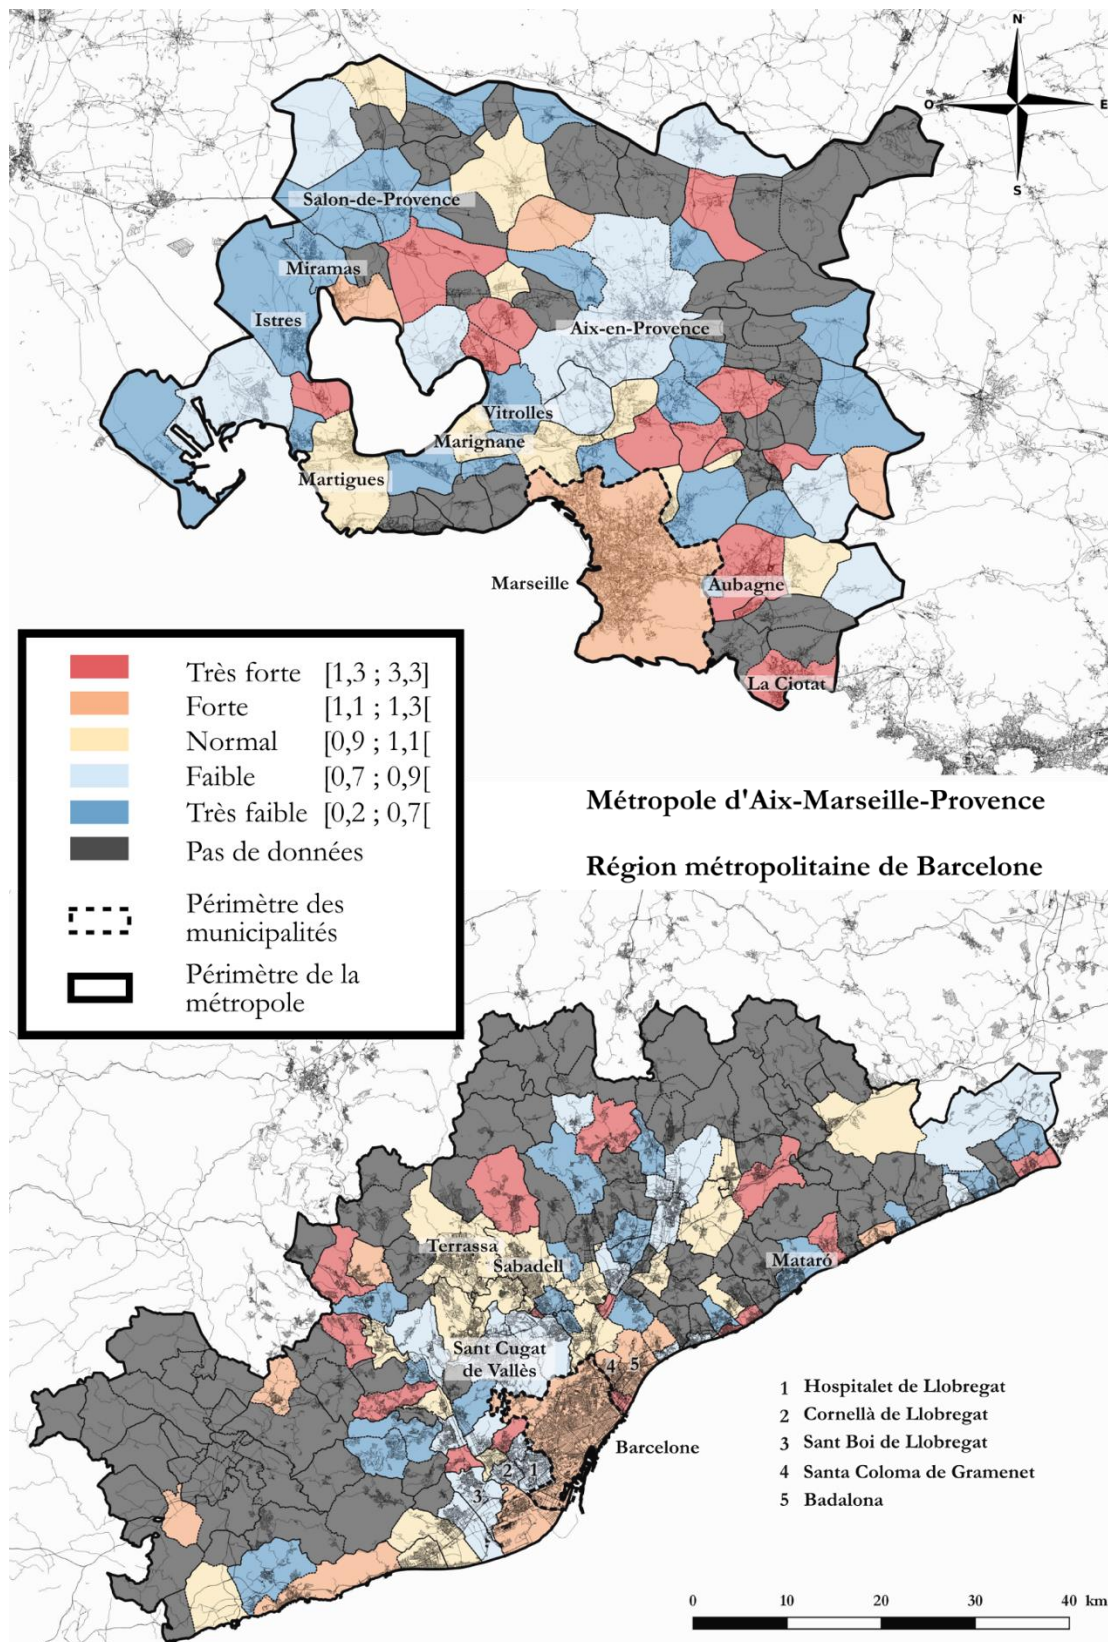 N
O
E
S
Salon-de-Provence
Miramas
Istres
Aix-en-Provence
Vitrolles
Marignane
Martigues
Marseille
Aubagne
La Ciotat
Très forte [1,3 ; 3,3]
Forte [1,1 ; 1,3[
Normal [0,9 ; 1,1[
Faible [0,7 ; 0,9[
Très faible [0,2 ; 0,7[
Pas de données
Périmètre des
municipalités
Périmètre de la
métropole
Métropole d'Aix-Marseille-Provence
Région métropolitaine de Barcelone
Terrassa
Sabadell
Mataró
Sant Cugat
de Vallès
4 5
Barcelone
2 1
3
1 Hospitalet de Llobregat
2 Cornellà de Llobregat
3 Sant Boi de Llobregat
4 Santa Coloma de Gramenet
5 Badalona
0 10 20 30 40 km